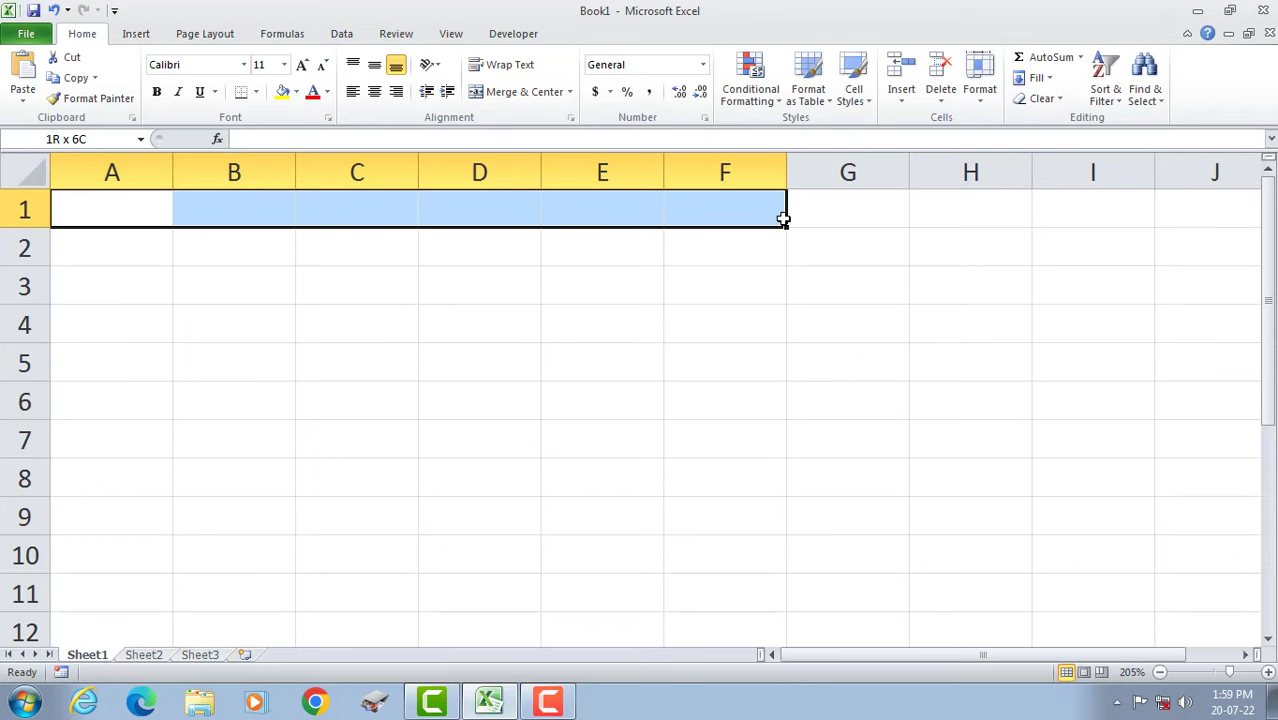 Book1 - Microsoft Excel
File Home Insert Page Layout Formulas Data Review View Developer
Paste
Cut
Copy
Format Painter
Clipboard
Calibri 11
B I U
A A A
Font
Wrap Text
Merge & Center
Alignment
General
$ % ,
Number
Conditional
Formatting
Format
as Table
Cell
Styles
Styles
Insert
Delete
Format
Cells
Σ AutoSum
Fill
Clear
Sort &
Filter
Find &
Select
Editing
1R x 6C fx
A B C D E F G H I J
1
2
3
4
5
6
7
8
9
10
11
12
Sheet1 Sheet2 Sheet3
Ready 205%
1:59 PM
20-07-22